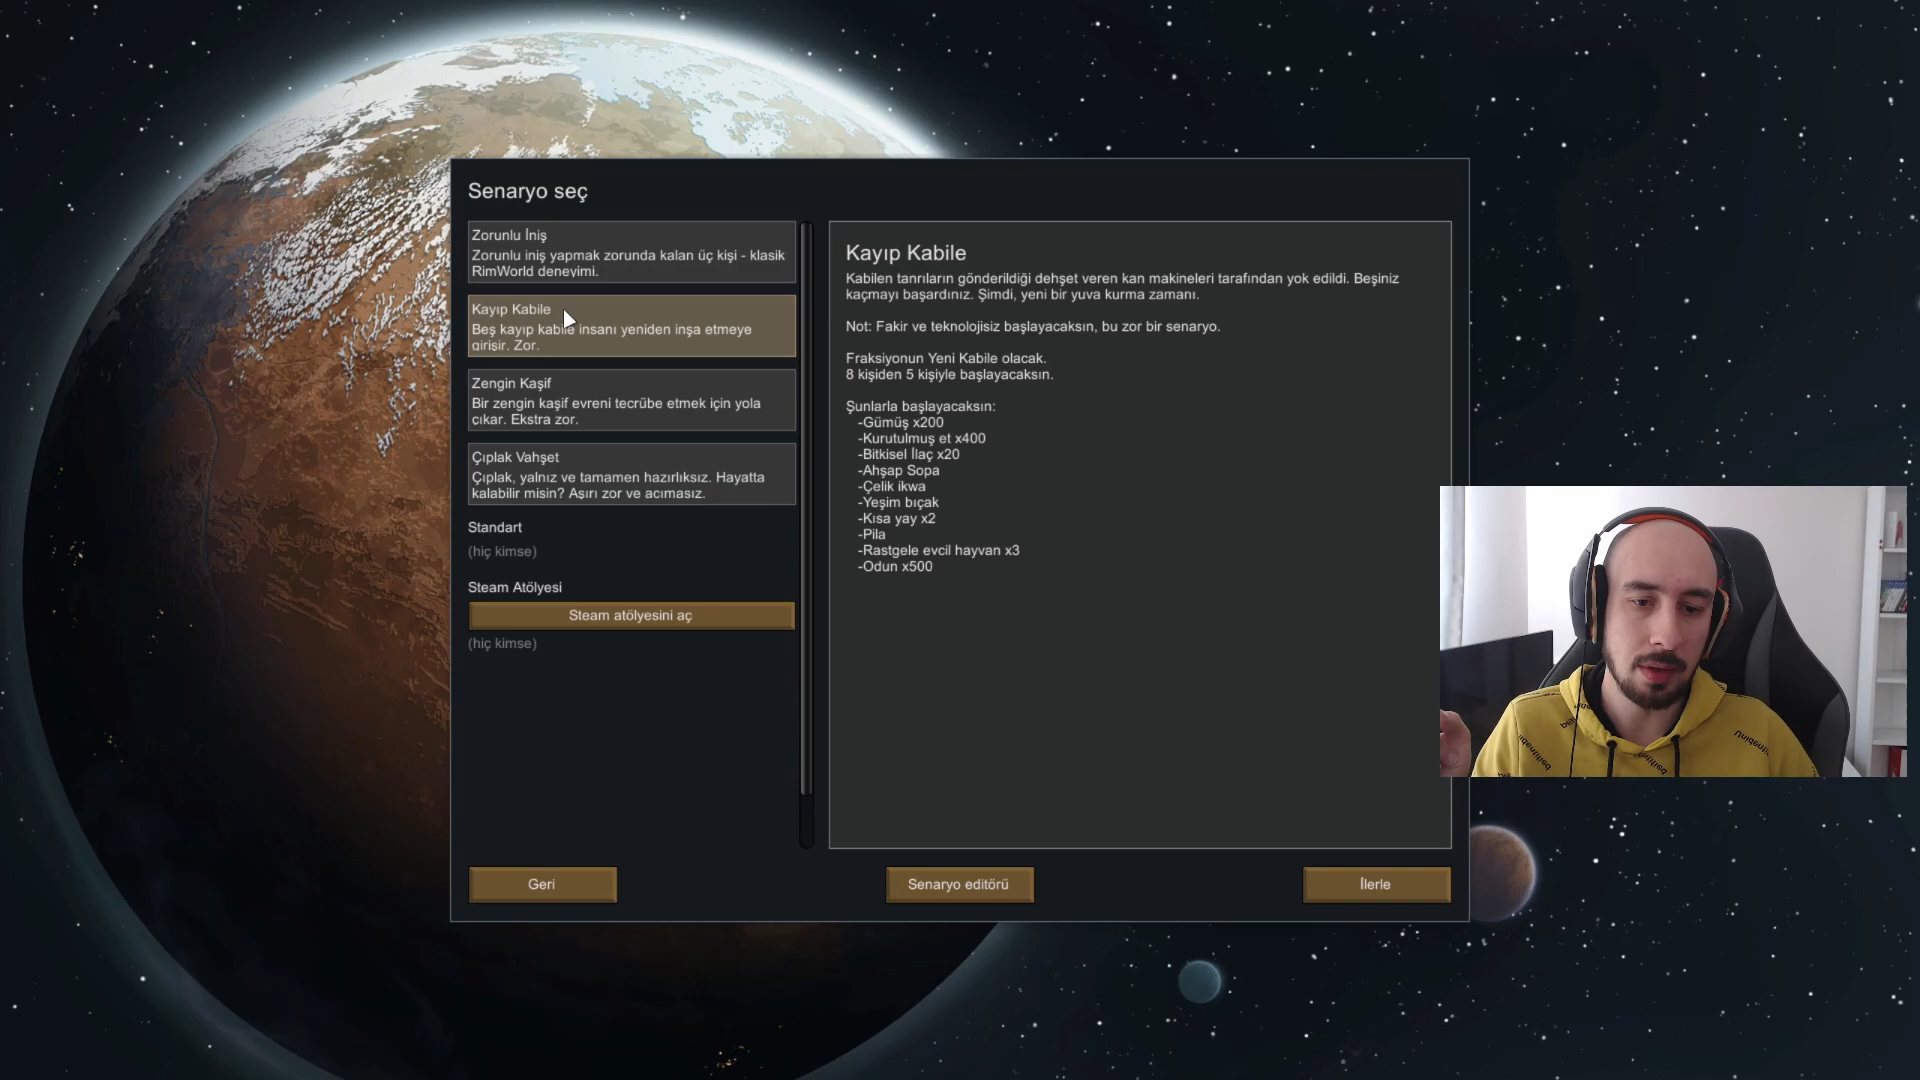 Senaryo seç
Zorunlu İniş
Zorunlu iniş yapmak zorunda kalan üç kişi - klasik
RimWorld deneyimi.
Kayıp Kabile
Beş kayıp kabile insanı yeniden inşa etmeye
girişir. Zor.
Zengin Kaşif
Bir zengin kaşif evreni tecrübe etmek için yola
çıkar. Ekstra zor.
Çıplak Vahşet
Çıplak, yalnız ve tamamen hazırlıksız. Hayatta
kalabilir misin? Aşırı zor ve acımasız.
Standart
(hiç kimse)
Steam Atölyesi
Steam atölyesini aç
(hiç kimse)
Kayıp Kabile
Kabilen tanrıların gönderildiği dehşet veren kan makineleri tarafından yok edildi. Beşiniz
kaçmayı başardınız. Şimdi, yeni bir yuva kurma zamanı.
Not: Fakir ve teknolojisiz başlayacaksın, bu zor bir senaryo.
Fraksiyonun Yeni Kabile olacak.
8 kişiden 5 kişiyle başlayacaksın.
Şunlarla başlayacaksın:
-Gümüş x200
-Kurutulmuş et x400
-Bitkisel İlaç x20
-Ahşap Sopa
-Çelik ikwa
-Yeşim bıçak
-Kısa yay x2
-Pila
-Rastgele evcil hayvan x3
-Odun x500
Geri
Senaryo editörü
İlerle
Unidentified